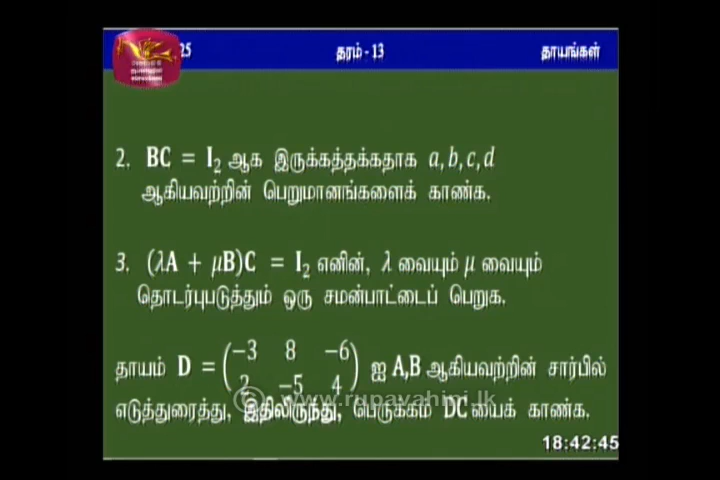 25 தரம் - 13 தாயங்கள்
2. BC = I₂ ஆக இருக்கத்தக்கதாக a, b, c, d
ஆகியவற்றின் பெறுமானங்களைக் காண்க.
3. (λA + μB)C = I₂ எனின், λ வையும் μ வையும்
தொடர்புபடுத்தும் ஒரு சமன்பாட்டைப் பெறுக.
தாயம் D = (−3 8 −6
2 −5 4) ஐ A,B ஆகியவற்றின் சார்பில்
எடுத்துரைத்து, இதிலிருந்து, பெருக்கம் DC யைக் காண்க.
© www.rupavahini.lk
18:42:45